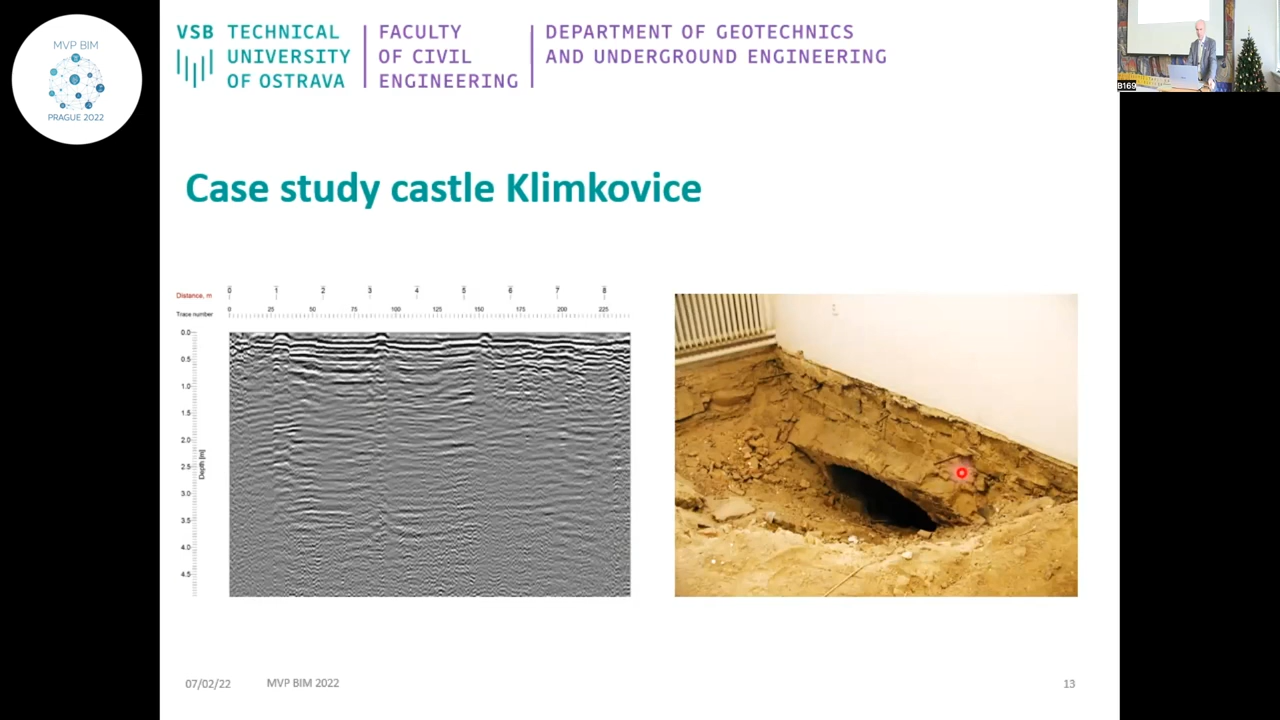 MVP BIM
PRAGUE 2022
VSB TECHNICAL
UNIVERSITY
OF OSTRAVA
FACULTY
OF CIVIL
ENGINEERING
DEPARTMENT OF GEOTECHNICS
AND UNDERGROUND ENGINEERING
B169
Case study castle Klimkovice
Distance, m
0 1 2 3 4 5 6 7 8
Trace number
0 25 50 75 100 125 150 175 200 225
0.0
0.5
1.0
1.5
2.0
2.5
3.0
3.5
4.0
4.5
Depth [m]
07/02/22
MVP BIM 2022
13